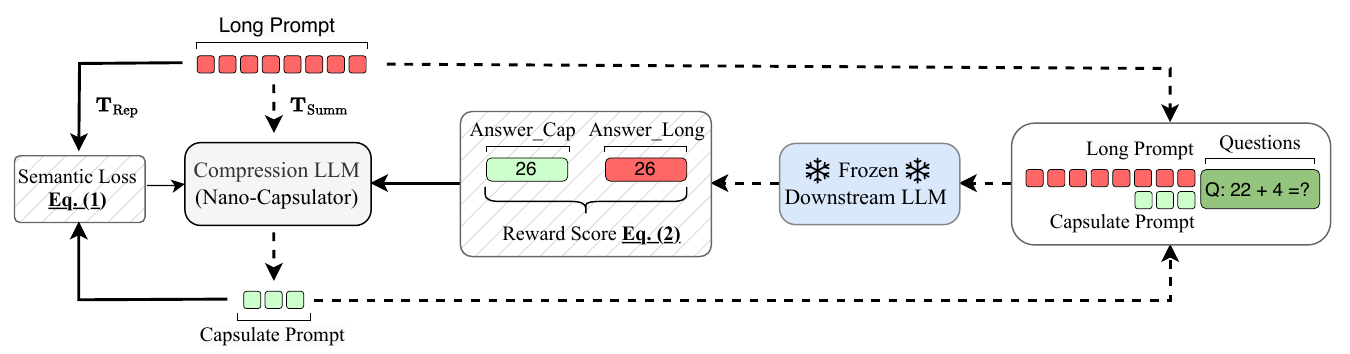 Long Prompt
T_Rep
T_Summ
Semantic Loss
Eq. (1)
Compression LLM
(Nano-Capsulator)
Answer_Cap
Answer_Long
26
26
Reward Score Eq. (2)
Frozen
Downstream LLM
Questions
Long Prompt
Q: 22 + 4 =?
Capsulate Prompt
Capsulate Prompt